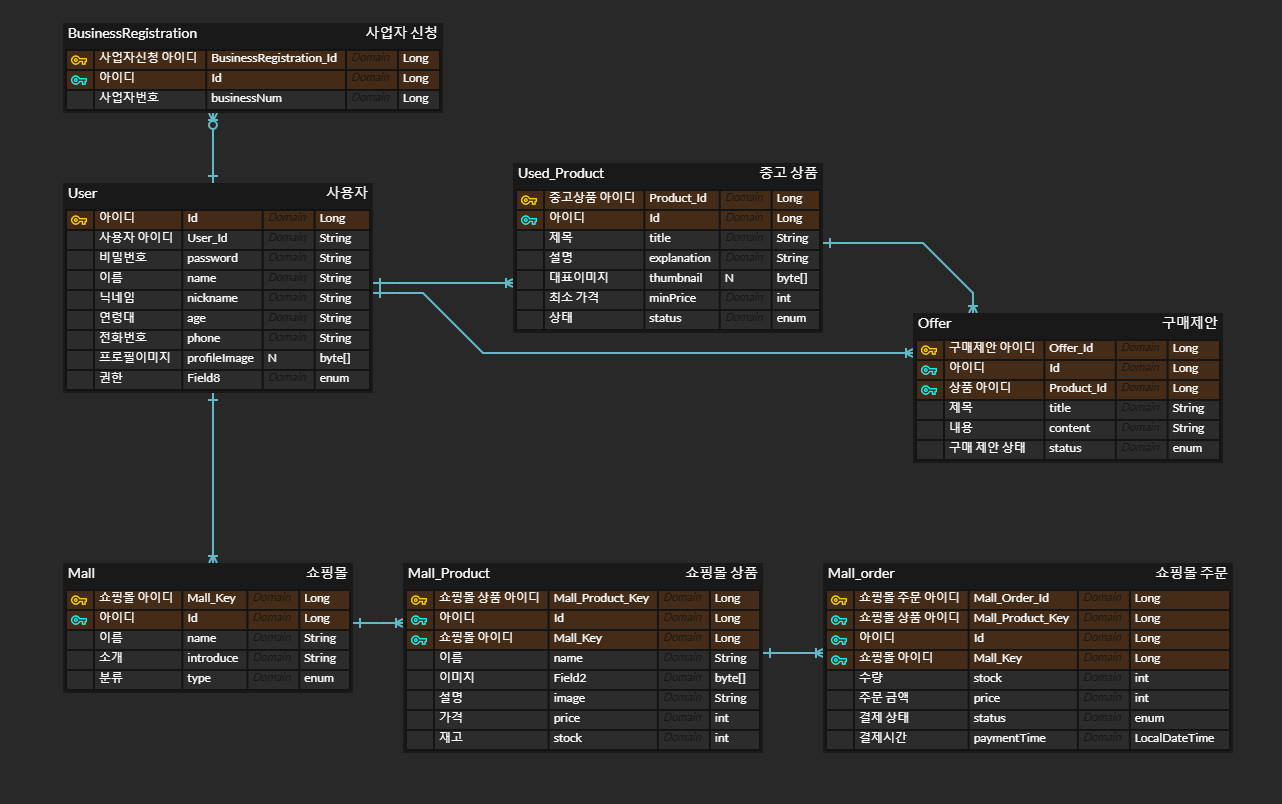 BusinessRegistration 사업자 신청
사업자신청 아이디 BusinessRegistration_Id Domain Long
아이디 Id Domain Long
사업자번호 businessNum Domain Long
User 사용자
아이디 Id Domain Long
사용자 아이디 User_Id Domain String
비밀번호 password Domain String
이름 name Domain String
닉네임 nickname Domain String
연령대 age Domain String
전화번호 phone Domain String
프로필이미지 profileImage N byte[]
권한 Field8 Domain enum
Used_Product 중고 상품
중고상품 아이디 Product_Id Domain Long
아이디 Id Domain Long
제목 title Domain String
설명 explanation Domain String
대표이미지 thumbnail N byte[]
최소 가격 minPrice Domain int
상태 status Domain enum
Offer 구매제안
구매제안 아이디 Offer_Id Domain Long
아이디 Id Domain Long
상품 아이디 Product_Id Domain Long
제목 title Domain String
내용 content Domain String
구매 제안 상태 status Domain enum
Mall 쇼핑몰
쇼핑몰 아이디 Mall_Key Domain Long
아이디 Id Domain Long
이름 name Domain String
소개 introduce Domain String
분류 type Domain enum
Mall_Product 쇼핑몰 상품
쇼핑몰 상품 아이디 Mall_Product_Key Domain Long
아이디 Id Domain Long
쇼핑몰 아이디 Mall_Key Domain Long
이름 name Domain String
이미지 Field2 Domain byte[]
설명 image Domain String
가격 price Domain int
재고 stock Domain int
Mall_order 쇼핑몰 주문
쇼핑몰 주문 아이디 Mall_Order_Id Domain Long
쇼핑몰 상품 아이디 Mall_Product_Key Domain Long
아이디 Id Domain Long
쇼핑몰 아이디 Mall_Key Domain Long
수량 stock Domain int
주문 금액 price Domain int
결제 상태 status Domain enum
결제시간 paymentTime Domain LocalDateTime